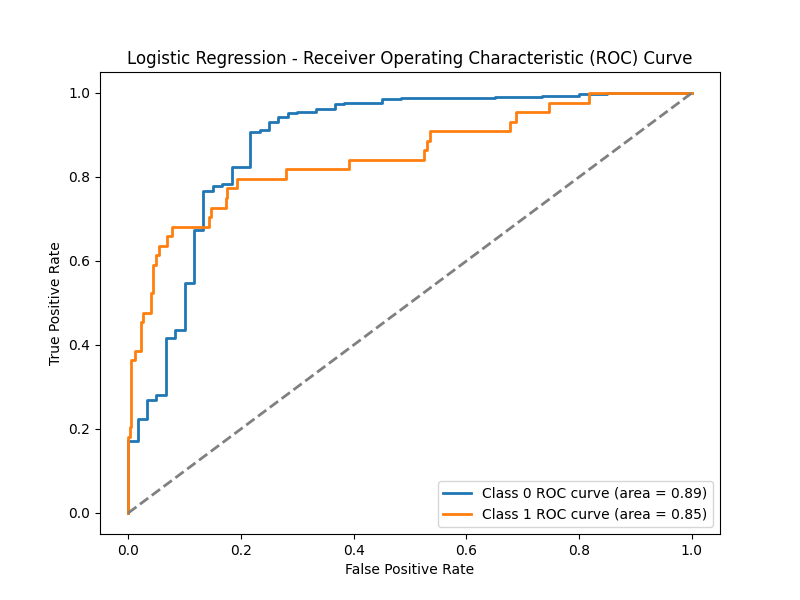 Logistic Regression - Receiver Operating Characteristic (ROC) Curve
True Positive Rate
1.0
0.8
0.6
0.4
0.2
0.0
Class 0 ROC curve (area = 0.89)
Class 1 ROC curve (area = 0.85)
0.0 0.2 0.4 0.6 0.8 1.0
False Positive Rate